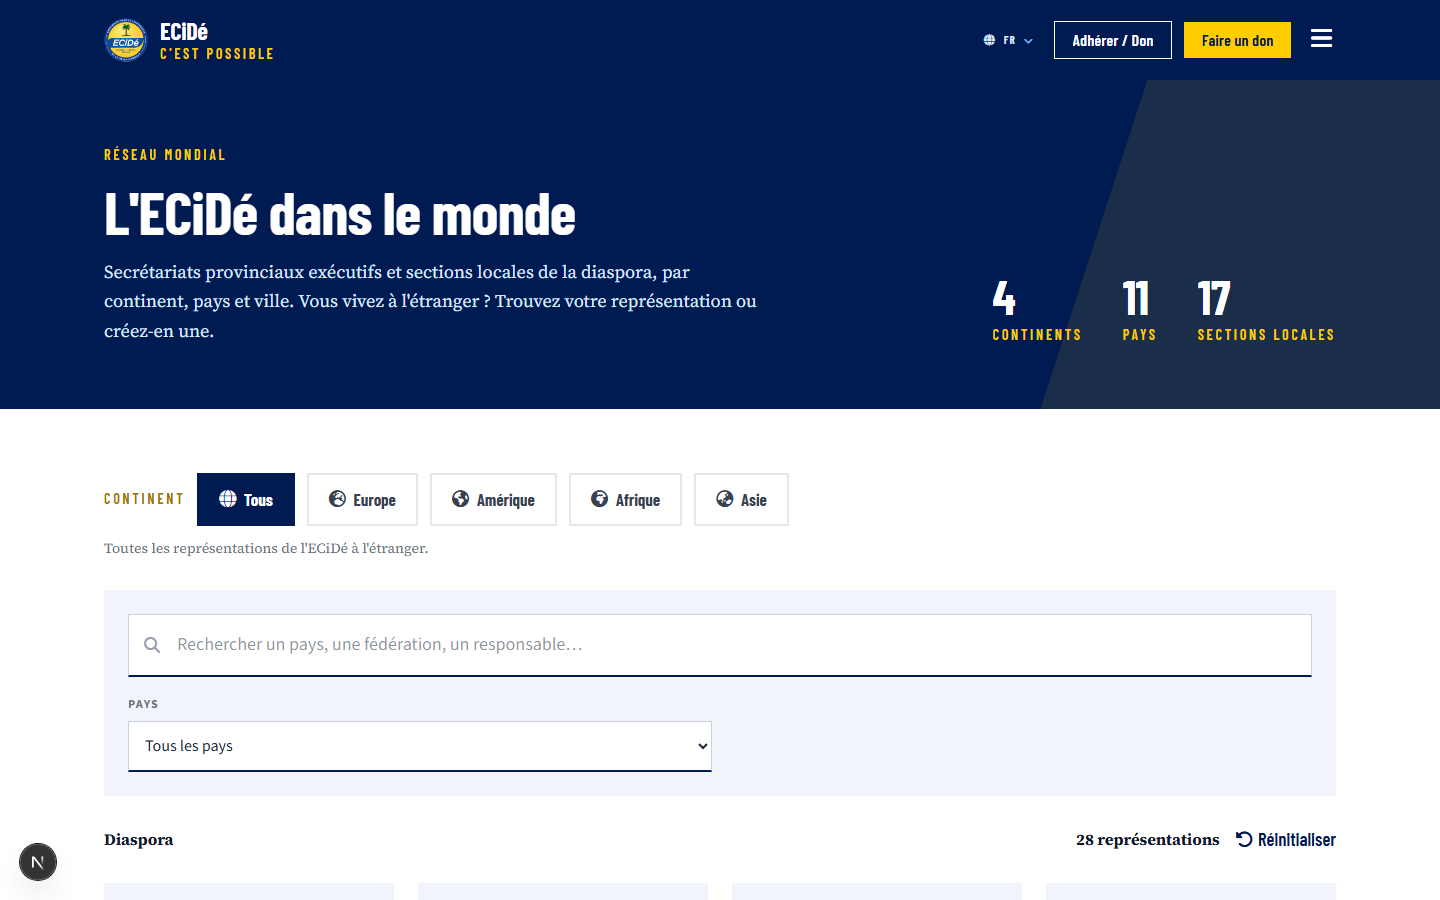 ECiDé
ECiDé
C'EST POSSIBLE
FR
Adhérer / Don
Faire un don
RÉSEAU MONDIAL
L'ECiDé dans le monde
Secrétariats provinciaux exécutifs et sections locales de la diaspora, par
continent, pays et ville. Vous vivez à l'étranger ? Trouvez votre représentation ou
créez-en une.
4
CONTINENTS
11
PAYS
17
SECTIONS LOCALES
CONTINENT
Tous
Europe
Amérique
Afrique
Asie
Toutes les représentations de l'ECiDé à l'étranger.
Rechercher un pays, une fédération, un responsable…
PAYS
Tous les pays
Diaspora
28 représentations
Réinitialiser
N